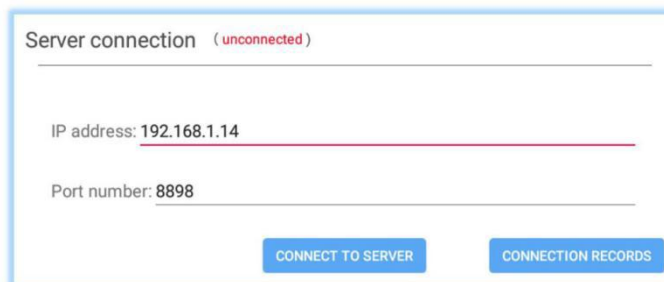 Server connection ( unconnected )
IP address: 192.168.1.14
Port number: 8898
CONNECT TO SERVER CONNECTION RECORDS